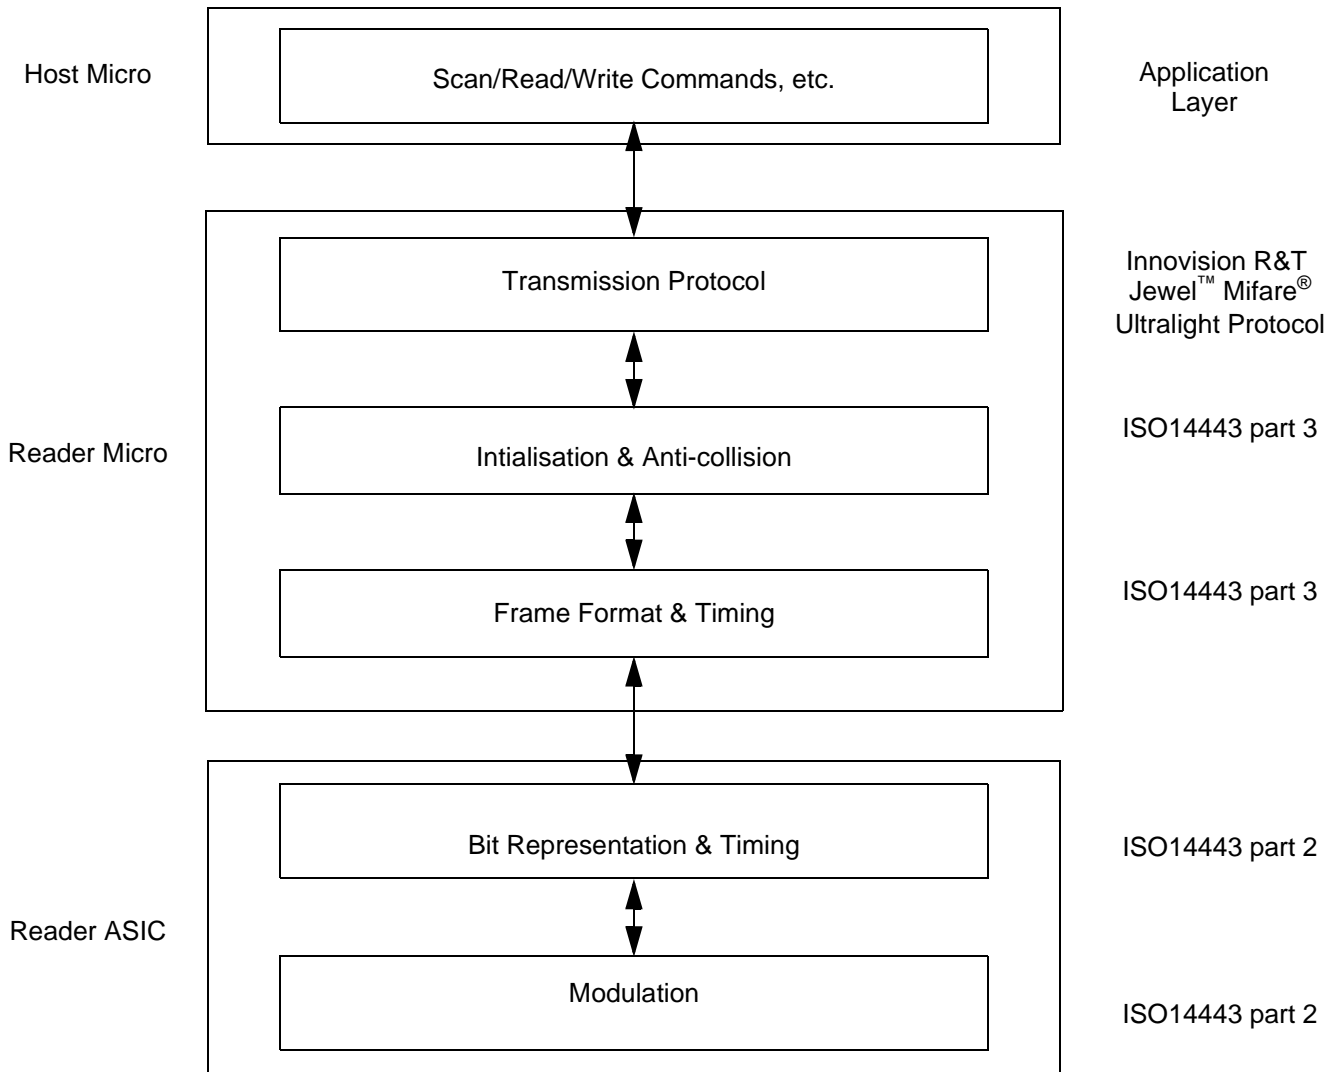 Host Micro
Scan/Read/Write Commands, etc.
Application
Layer
Transmission Protocol
Innovision R&T
Jewel™ Mifare®
Ultralight Protocol
Reader Micro
Intialisation & Anti-collision
ISO14443 part 3
Frame Format & Timing
ISO14443 part 3
Bit Representation & Timing
ISO14443 part 2
Reader ASIC
Modulation
ISO14443 part 2